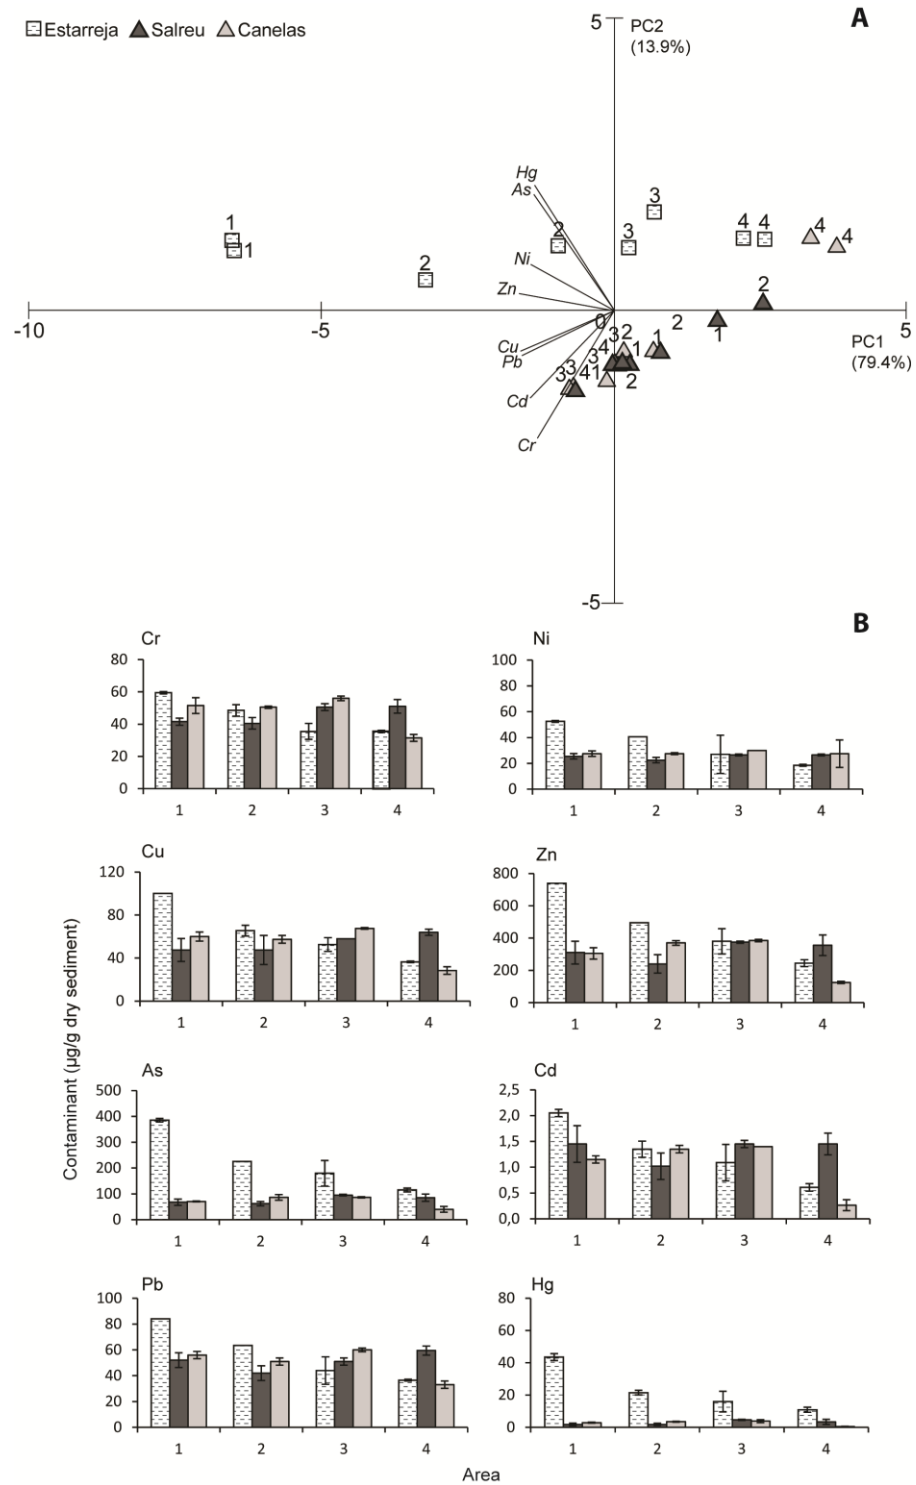 A
Estarreja Salreu Canelas
5 PC2
(13.9%)
Hg
As
3
1
2
3
4 4 4 4
1
2
Ni
Zn
2
-10 -5 0 5
PC1
(79.4%)
Cu
Pb
3 2 2 1
4 1
3
3 3 4 1 2
Cd
Cr
-5
B
Contaminant (µg/g dry sediment)
Cr
80
60
40
20
0
1 2 3 4
Ni
100
80
60
40
20
0
1 2 3 4
Cu
120
80
40
0
1 2 3 4
Zn
800
600
400
200
0
1 2 3 4
As
500
400
300
200
100
0
1 2 3 4
Cd
2,5
2,0
1,5
1,0
0,5
0,0
1 2 3 4
Pb
100
80
60
40
20
0
1 2 3 4
Hg
80
60
40
20
0
1 2 3 4
Area